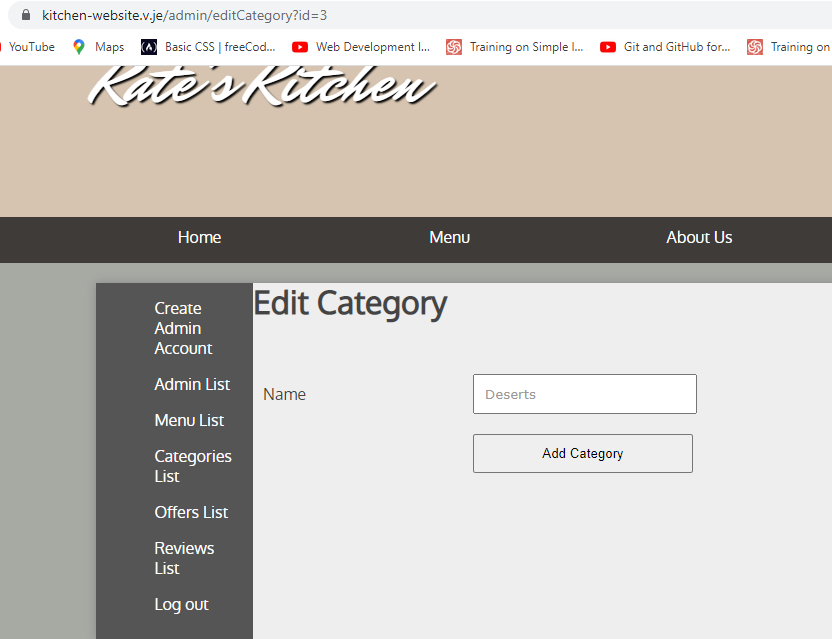 kitchen-website.v.je/admin/editCategory?id=3
YouTube Maps Basic CSS | freeCod... Web Development I... Training on Simple I... Git and GitHub for... Training on
Kate's Kitchen
Home Menu About Us
Edit Category
Create
Admin
Account
Admin List
Menu List
Categories
List
Offers List
Reviews
List
Log out
Name Deserts
Add Category